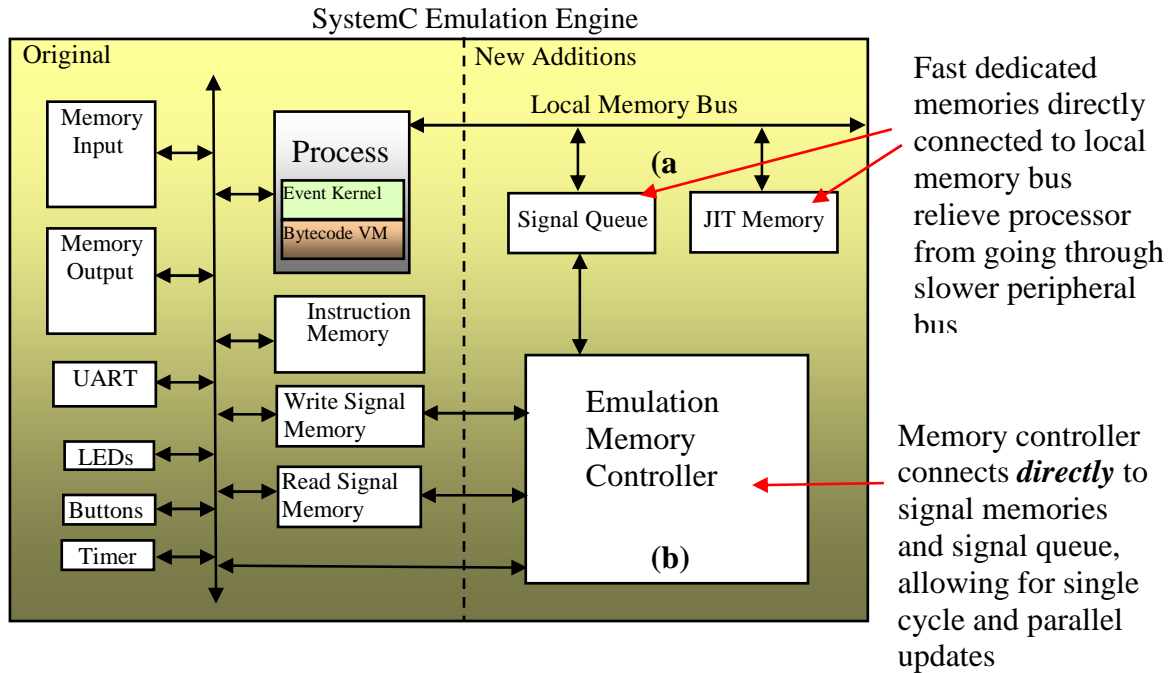 SystemC Emulation Engine
Original
New Additions
Memory
Input
Memory
Output
UART
LEDs
Buttons
Timer
Process
Event Kernel
Bytecode VM
Instruction
Memory
Write Signal
Memory
Read Signal
Memory
Local Memory Bus
(a
Signal Queue
JIT Memory
Emulation
Memory
Controller
(b)
Fast dedicated
memories directly
connected to local
memory bus
relieve processor
from going through
slower peripheral
bus
Memory controller
connects directly to
signal memories
and signal queue,
allowing for single
cycle and parallel
updates